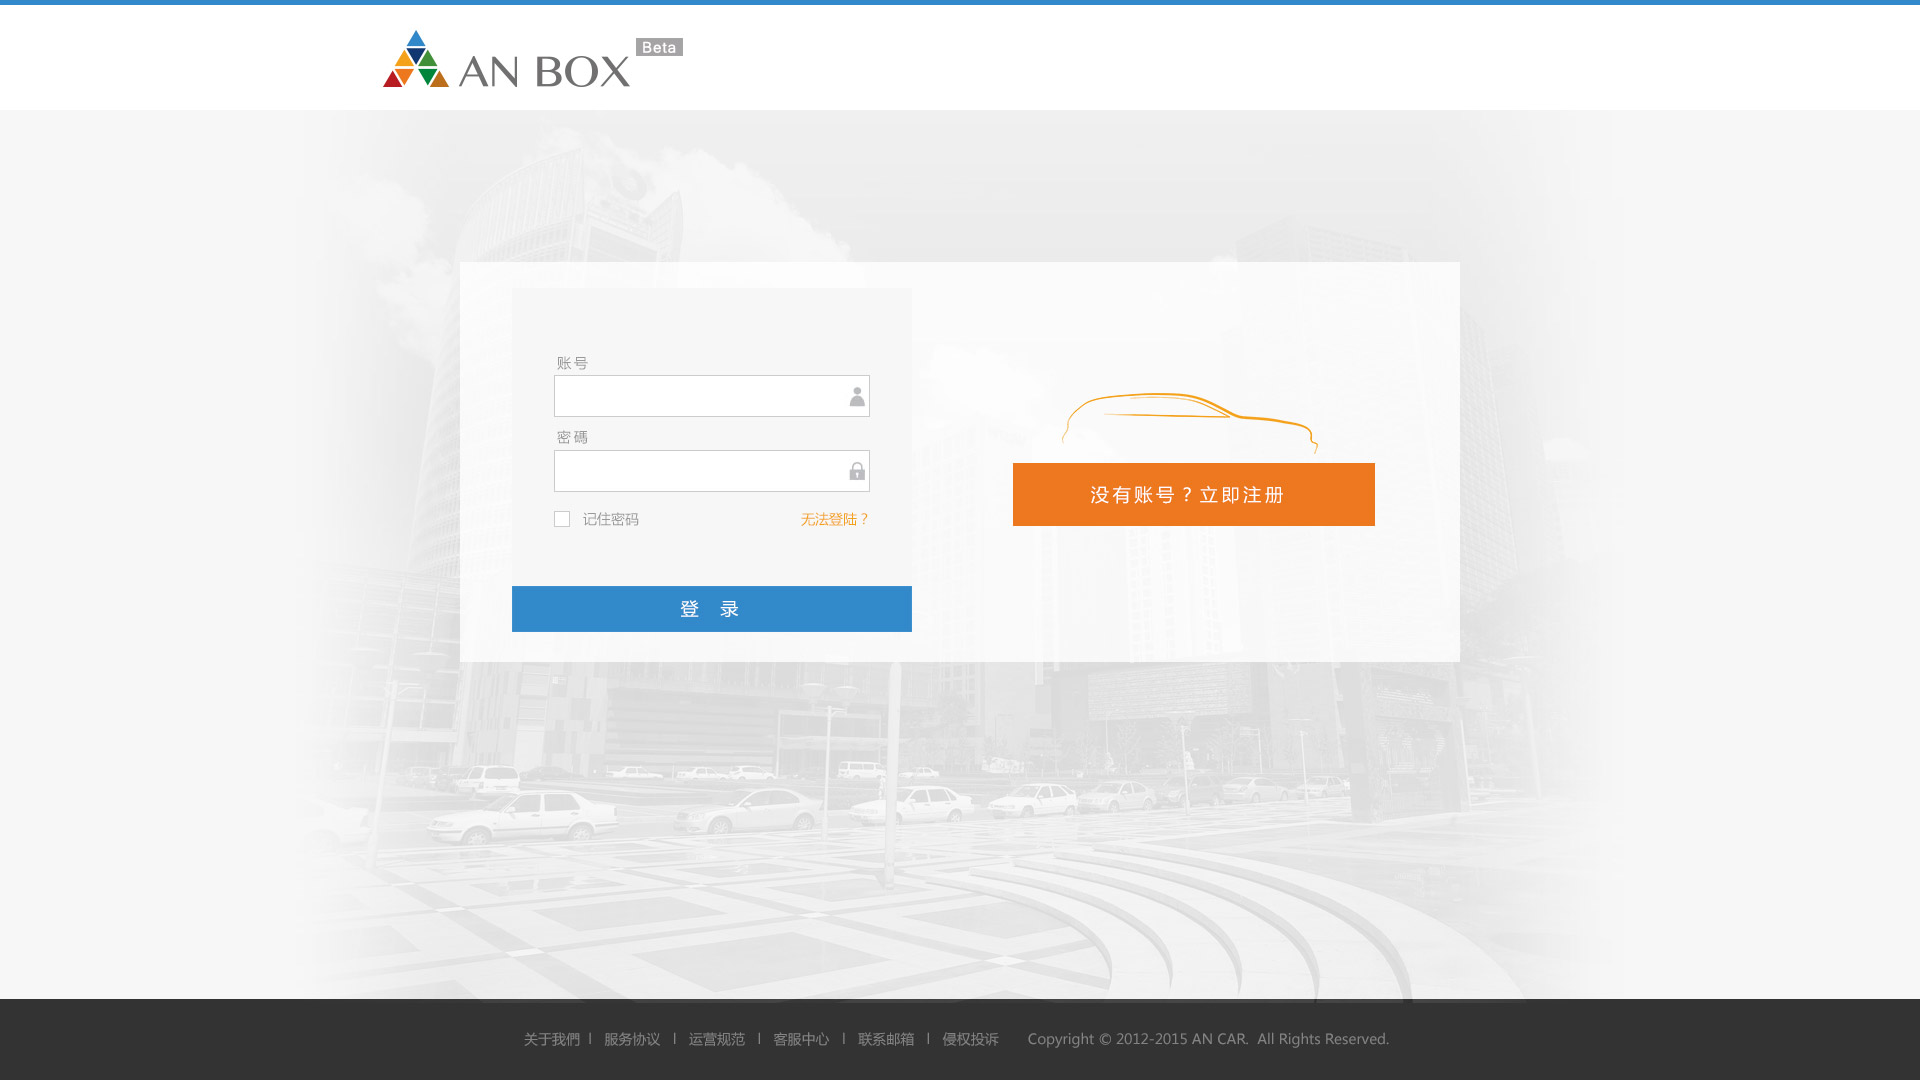 AN BOX Beta
账号
密碼
记住密码 无法登陆？
登 录
没有账号？立即注册
关于我們 | 服务协议 | 运营规范 | 客服中心 | 联系邮箱 | 侵权投诉 Copyright © 2012-2015 AN CAR. All Rights Reserved.